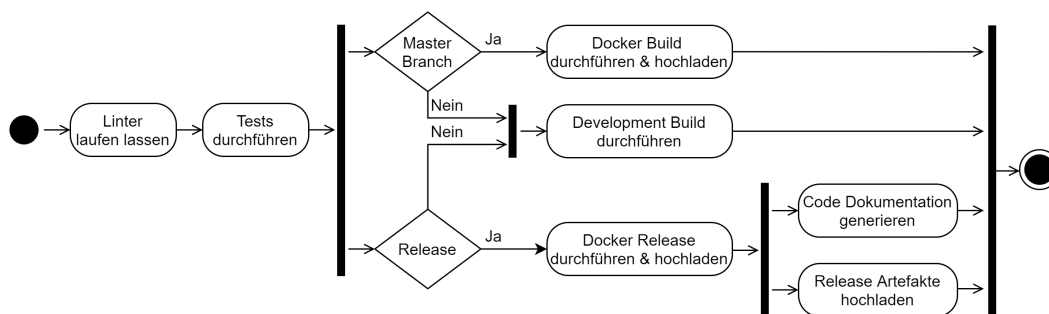 Linter
laufen lassen
Tests
durchführen
Master
Branch
Ja
Docker Build
durchführen & hochladen
Nein
Nein
Development Build
durchführen
Release
Ja
Docker Release
durchführen & hochladen
Code Dokumentation
generieren
Release Artefakte
hochladen